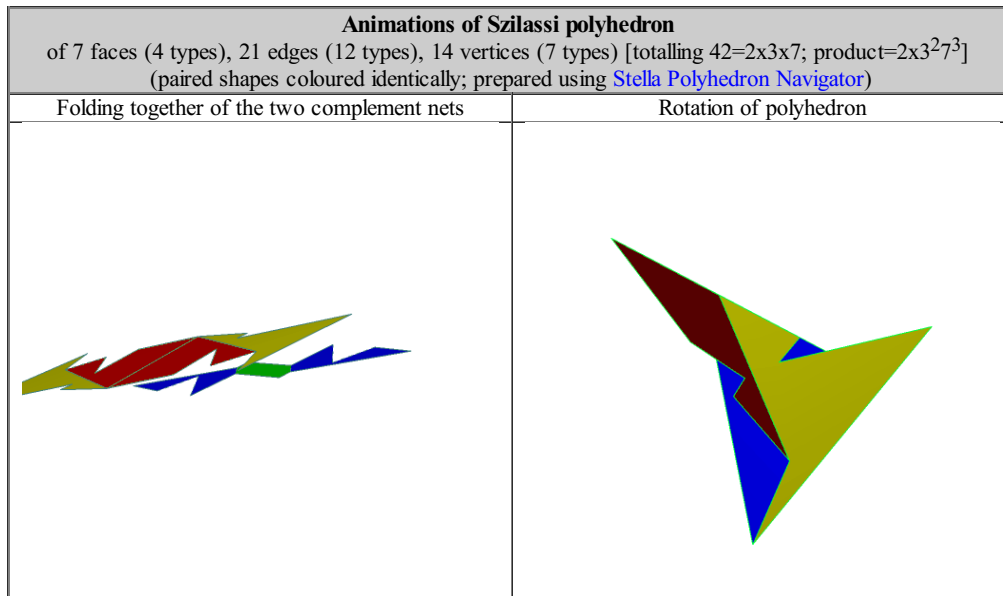 Animations of Szilassi polyhedron
of 7 faces (4 types), 21 edges (12 types), 14 vertices (7 types) [totalling 42=2x3x7; product=2x3²7³]
(paired shapes coloured identically; prepared using Stella Polyhedron Navigator)
Folding together of the two complement nets
Rotation of polyhedron